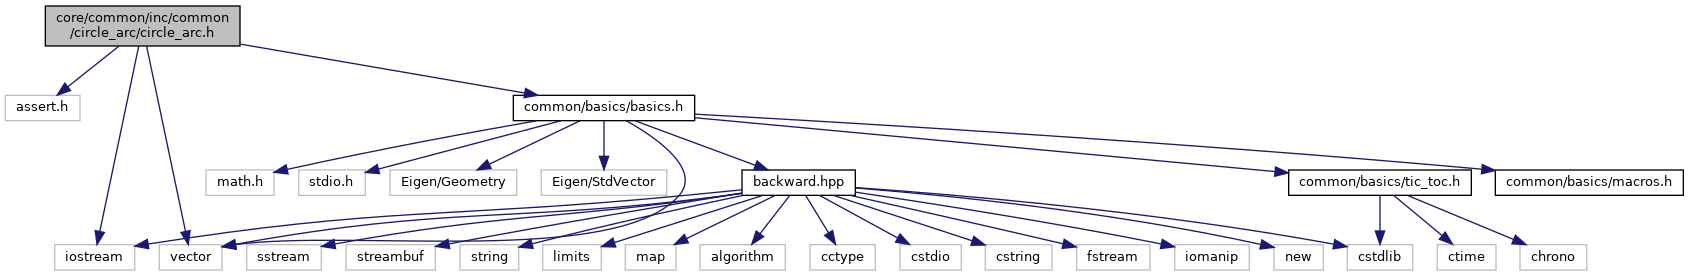 core/common/inc/common
/circle_arc/circle_arc.h
assert.h
common/basics/basics.h
math.h
stdio.h
Eigen/Geometry
Eigen/StdVector
backward.hpp
common/basics/tic_toc.h
common/basics/macros.h
iostream
vector
sstream
streambuf
string
limits
map
algorithm
cctype
cstdio
cstring
fstream
iomanip
new
cstdlib
ctime
chrono